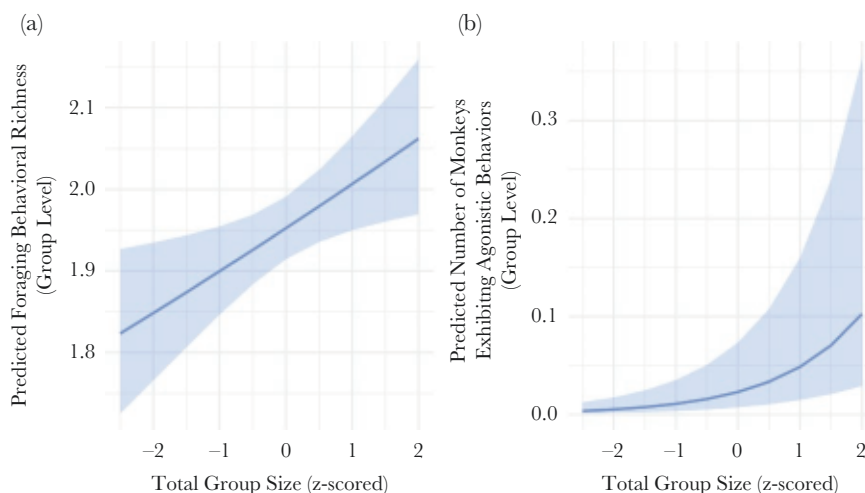 (a)
Predicted Foraging Behavioral Richness
(Group Level)
2.1
2.0
1.9
1.8
−2
−1
0
1
2
Total Group Size (z-scored)
(b)
Predicted Number of Monkeys
Exhibitng Agonistic Behaviors
(Group Level)
0.3
0.2
0.1
0.0
−2
−1
0
1
2
Total Group Size (z-scored)